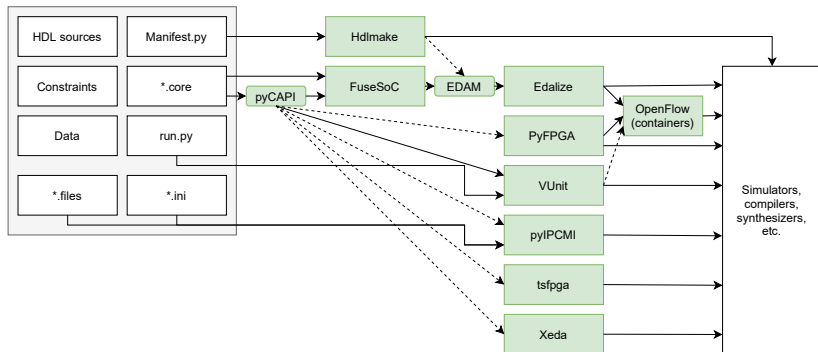 HDL sources
Manifest.py
Hdlmake
Constraints
*.core
pyCAPI
FuseSoC
EDAM
Edalize
OpenFlow
(containers)
Data
run.py
PyFPGA
VUnit
*.files
*.ini
pyIPCMI
tsfpga
Xeda
Simulators,
compilers,
synthesizers,
etc.